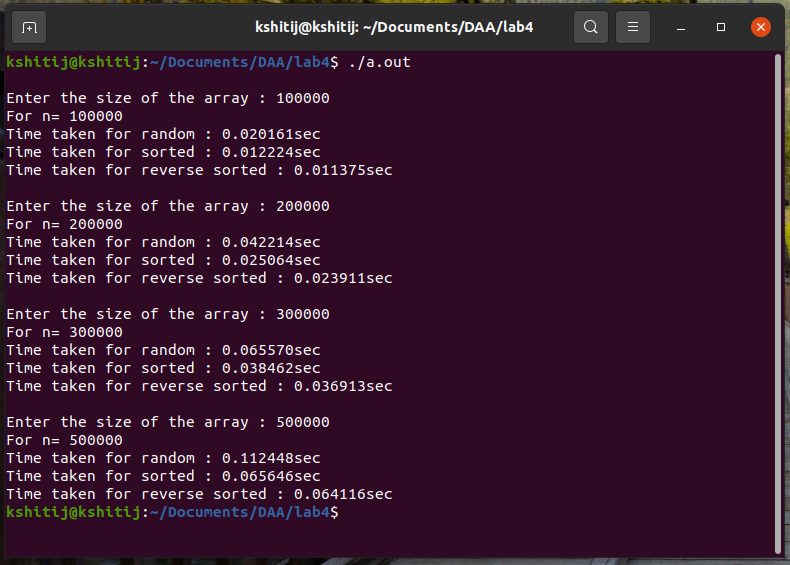 kshitij@kshitij: ~/Documents/DAA/lab4
kshitij@kshitij:~/Documents/DAA/lab4$ ./a.out
Enter the size of the array : 100000
For n= 100000
Time taken for random : 0.020161sec
Time taken for sorted : 0.012224sec
Time taken for reverse sorted : 0.011375sec
Enter the size of the array : 200000
For n= 200000
Time taken for random : 0.042214sec
Time taken for sorted : 0.025064sec
Time taken for reverse sorted : 0.023911sec
Enter the size of the array : 300000
For n= 300000
Time taken for random : 0.065570sec
Time taken for sorted : 0.038462sec
Time taken for reverse sorted : 0.036913sec
Enter the size of the array : 500000
For n= 500000
Time taken for random : 0.112448sec
Time taken for sorted : 0.065646sec
Time taken for reverse sorted : 0.064116sec
kshitij@kshitij:~/Documents/DAA/lab4$